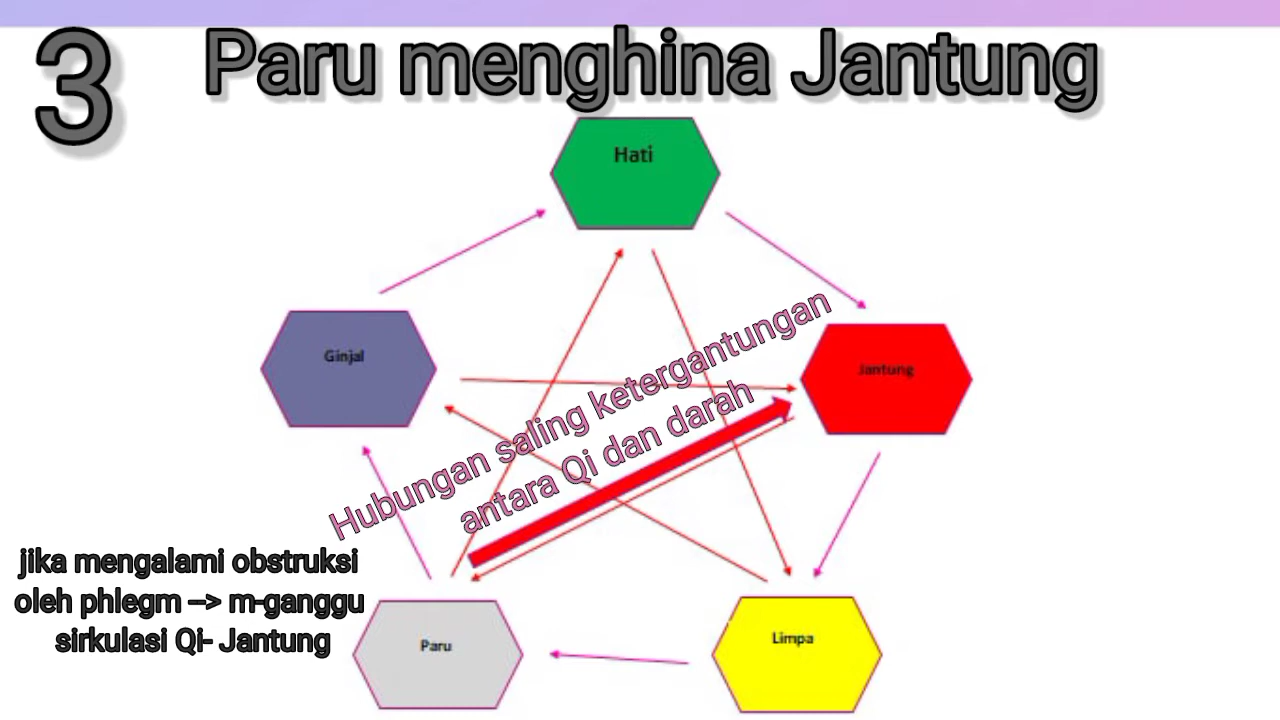 3
Paru menghina Jantung
Hati
Ginjal
Jantung
Hubungan saling ketergantungan
antara Qi dan darah
jika mengalami obstruksi
oleh phlegm --> m-ganggu
sirkulasi Qi- Jantung
Paru
Limpa